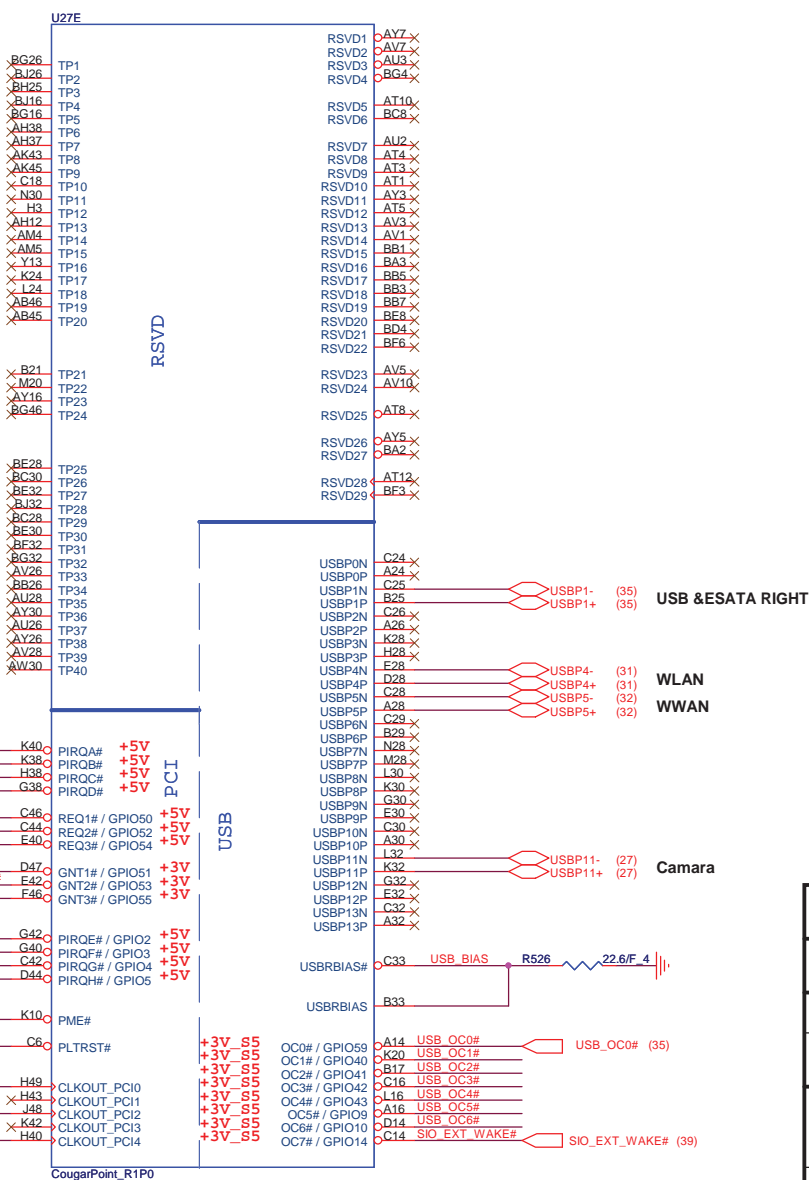 U27E
RSVD1 AY7
RSVD2 AV7
BG26 TP1 RSVD3 AU3
BJ26 TP2 RSVD4 BG4
BH25 TP3
BJ16 TP4 RSVD5 AT10
BG16 TP5 RSVD6 BC8
AH38 TP6
AH37 TP7 RSVD7 AU2
AK43 TP8 RSVD8 AT4
AK45 TP9 RSVD9 AT3
C18 TP10 RSVD10 AT1
N30 TP11 RSVD11 AY3
H3 TP12 RSVD12 AT5
AH12 TP13 RSVD13 AV3
AM4 TP14 RSVD14 AV1
AM5 TP15 RSVD15 BB1
Y13 TP16 RSVD16 BA3
K24 TP17 RSVD17 BB5
L24 TP18 RSVD18 BB3
AB46 TP19 RSVD19 BB7
AB45 TP20 RSVD20 BE8
RSVD21 BD4
RSVD22 BF6
RSVD
B21 TP21 RSVD23 AV5
M20 TP22 RSVD24 AV10
AY16 TP23
BG46 TP24 RSVD25 AT8
RSVD26 AY5
RSVD27 BA2
BE28 TP25
BC30 TP26 RSVD28 AT12
BE32 TP27 RSVD29 BF3
BJ32 TP28
BC28 TP29
BE30 TP30
BF32 TP31
BG32 TP32 USBP0N C24
AV26 TP33 USBP0P A24
BB26 TP34 USBP1N C25 USBP1- (35)
AU28 TP35 USBP1P B25 USBP1+ (35) USB &ESATA RIGHT
AY30 TP36 USBP2N C26
AU26 TP37 USBP2P A26
AY26 TP38 USBP3N K28
AV28 TP39 USBP3P H28
AW30 TP40 USBP4N E28 USBP4- (31)
USBP4P D28 USBP4+ (31) WLAN
USBP5N C28 USBP5- (32)
USBP5P A28 USBP5+ (32) WWAN
USBP6N C29
USBP6P B29
K40 PIRQA# +5V USBP7N N28
K38 PIRQB# +5V USBP7P M28
H38 PIRQC# +5V USBP8N L30
G38 PIRQD# +5V USBP8P K30
PCI
USBP9N G30
C46 REQ1# / GPIO50 +5V USBP9P E30
C44 REQ2# / GPIO52 +5V USBP10N C30
E40 REQ3# / GPIO54 +5V USBP10P A30
USB
USBP11N L32 USBP11- (27)
D47 GNT1# / GPIO51 +3V USBP11P K32 USBP11+ (27) Camara
E42 GNT2# / GPIO53 +3V USBP12N G32
F46 GNT3# / GPIO55 +3V USBP12P E32
USBP13N C32
USBP13P A32
G42 PIRQE# / GPIO2 +5V
G40 PIRQF# / GPIO3 +5V
C42 PIRQG# / GPIO4 +5V USBRBIAS# C33 USB_BIAS R526 22.6/F_4
D44 PIRQH# / GPIO5 +5V
USBRBIAS B33
K10 PME#
C6 PLTRST# +3V_S5 OC0# / GPIO59 A14 USB_OC0# USB_OC0# (35)
+3V_S5 OC1# / GPIO40 K20 USB_OC1#
+3V_S5 OC2# / GPIO41 B17 USB_OC2#
H49 CLKOUT_PCI0 +3V_S5 OC3# / GPIO42 C16 USB_OC3#
H43 CLKOUT_PCI1 +3V_S5 OC4# / GPIO43 L16 USB_OC4#
J48 CLKOUT_PCI2 +3V_S5 OC5# / GPIO9 A16 USB_OC5#
K42 CLKOUT_PCI3 +3V_S5 OC6# / GPIO10 D14 USB_OC6#
H40 CLKOUT_PCI4 +3V_S5 OC7# / GPIO14 C14 SIO_EXT_WAKE# SIO_EXT_WAKE# (39)
CougarPoint_R1P0